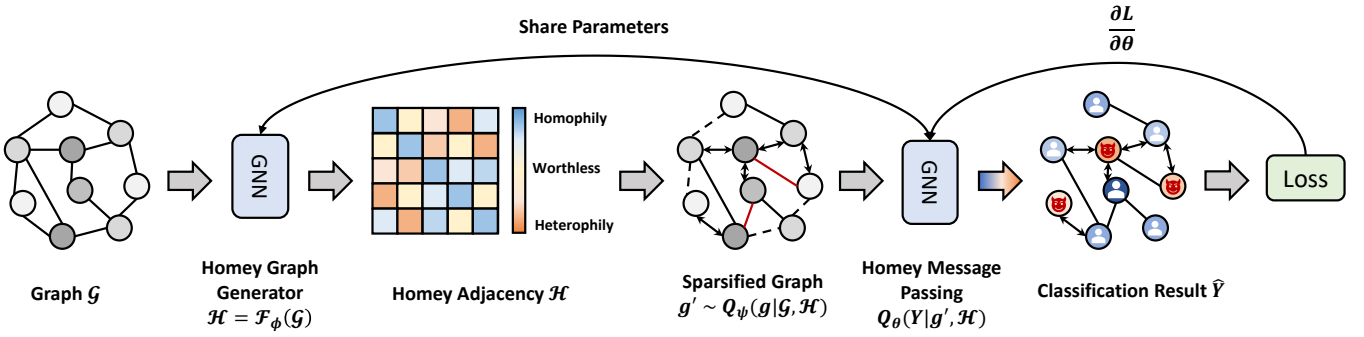 Share Parameters
∂L
∂θ
GNN
Homophily
Worthless
Heterophily
GNN
Loss
Graph 𝒢
Homey Graph
Generator
ℋ = ℱ_ϕ(𝒢)
Homey Adjacency ℋ
Sparsified Graph
g′ ~ Q_ψ(g|𝒢, ℋ)
Homey Message
Passing
Q_θ(Y|g′, ℋ)
Classification Result Ŷ